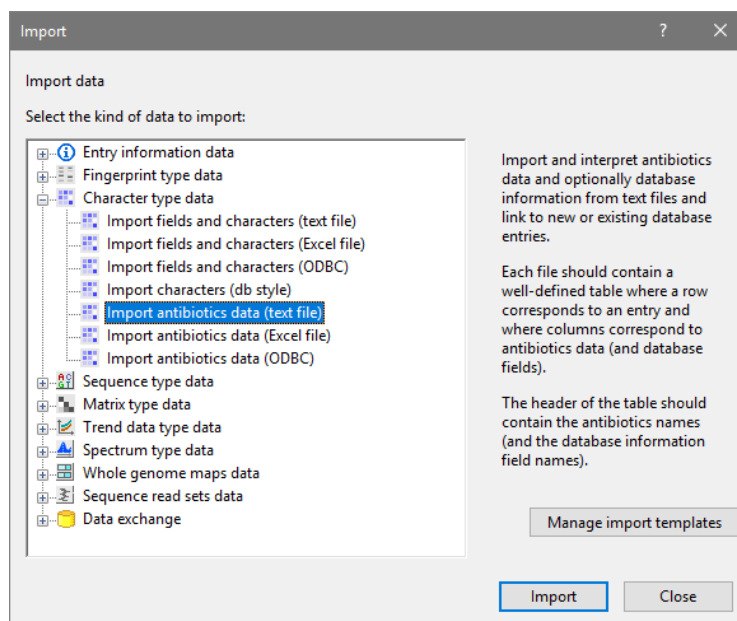 Import
?
Import data
Select the kind of data to import:
Entry information data
Fingerprint type data
Character type data
Import fields and characters (text file)
Import fields and characters (Excel file)
Import fields and characters (ODBC)
Import characters (db style)
Import antibiotics data (text file)
Import antibiotics data (Excel file)
Import antibiotics data (ODBC)
Sequence type data
Matrix type data
Trend data type data
Spectrum type data
Whole genome maps data
Sequence read sets data
Data exchange
Import and interpret antibiotics
data and optionally database
information from text files and
link to new or existing database
entries.
Each file should contain a
well-defined table where a row
corresponds to an entry and
where columns correspond to
antibiotics data (and database
fields).
The header of the table should
contain the antibiotics names
(and the database information
field names).
Manage import templates
Import
Close